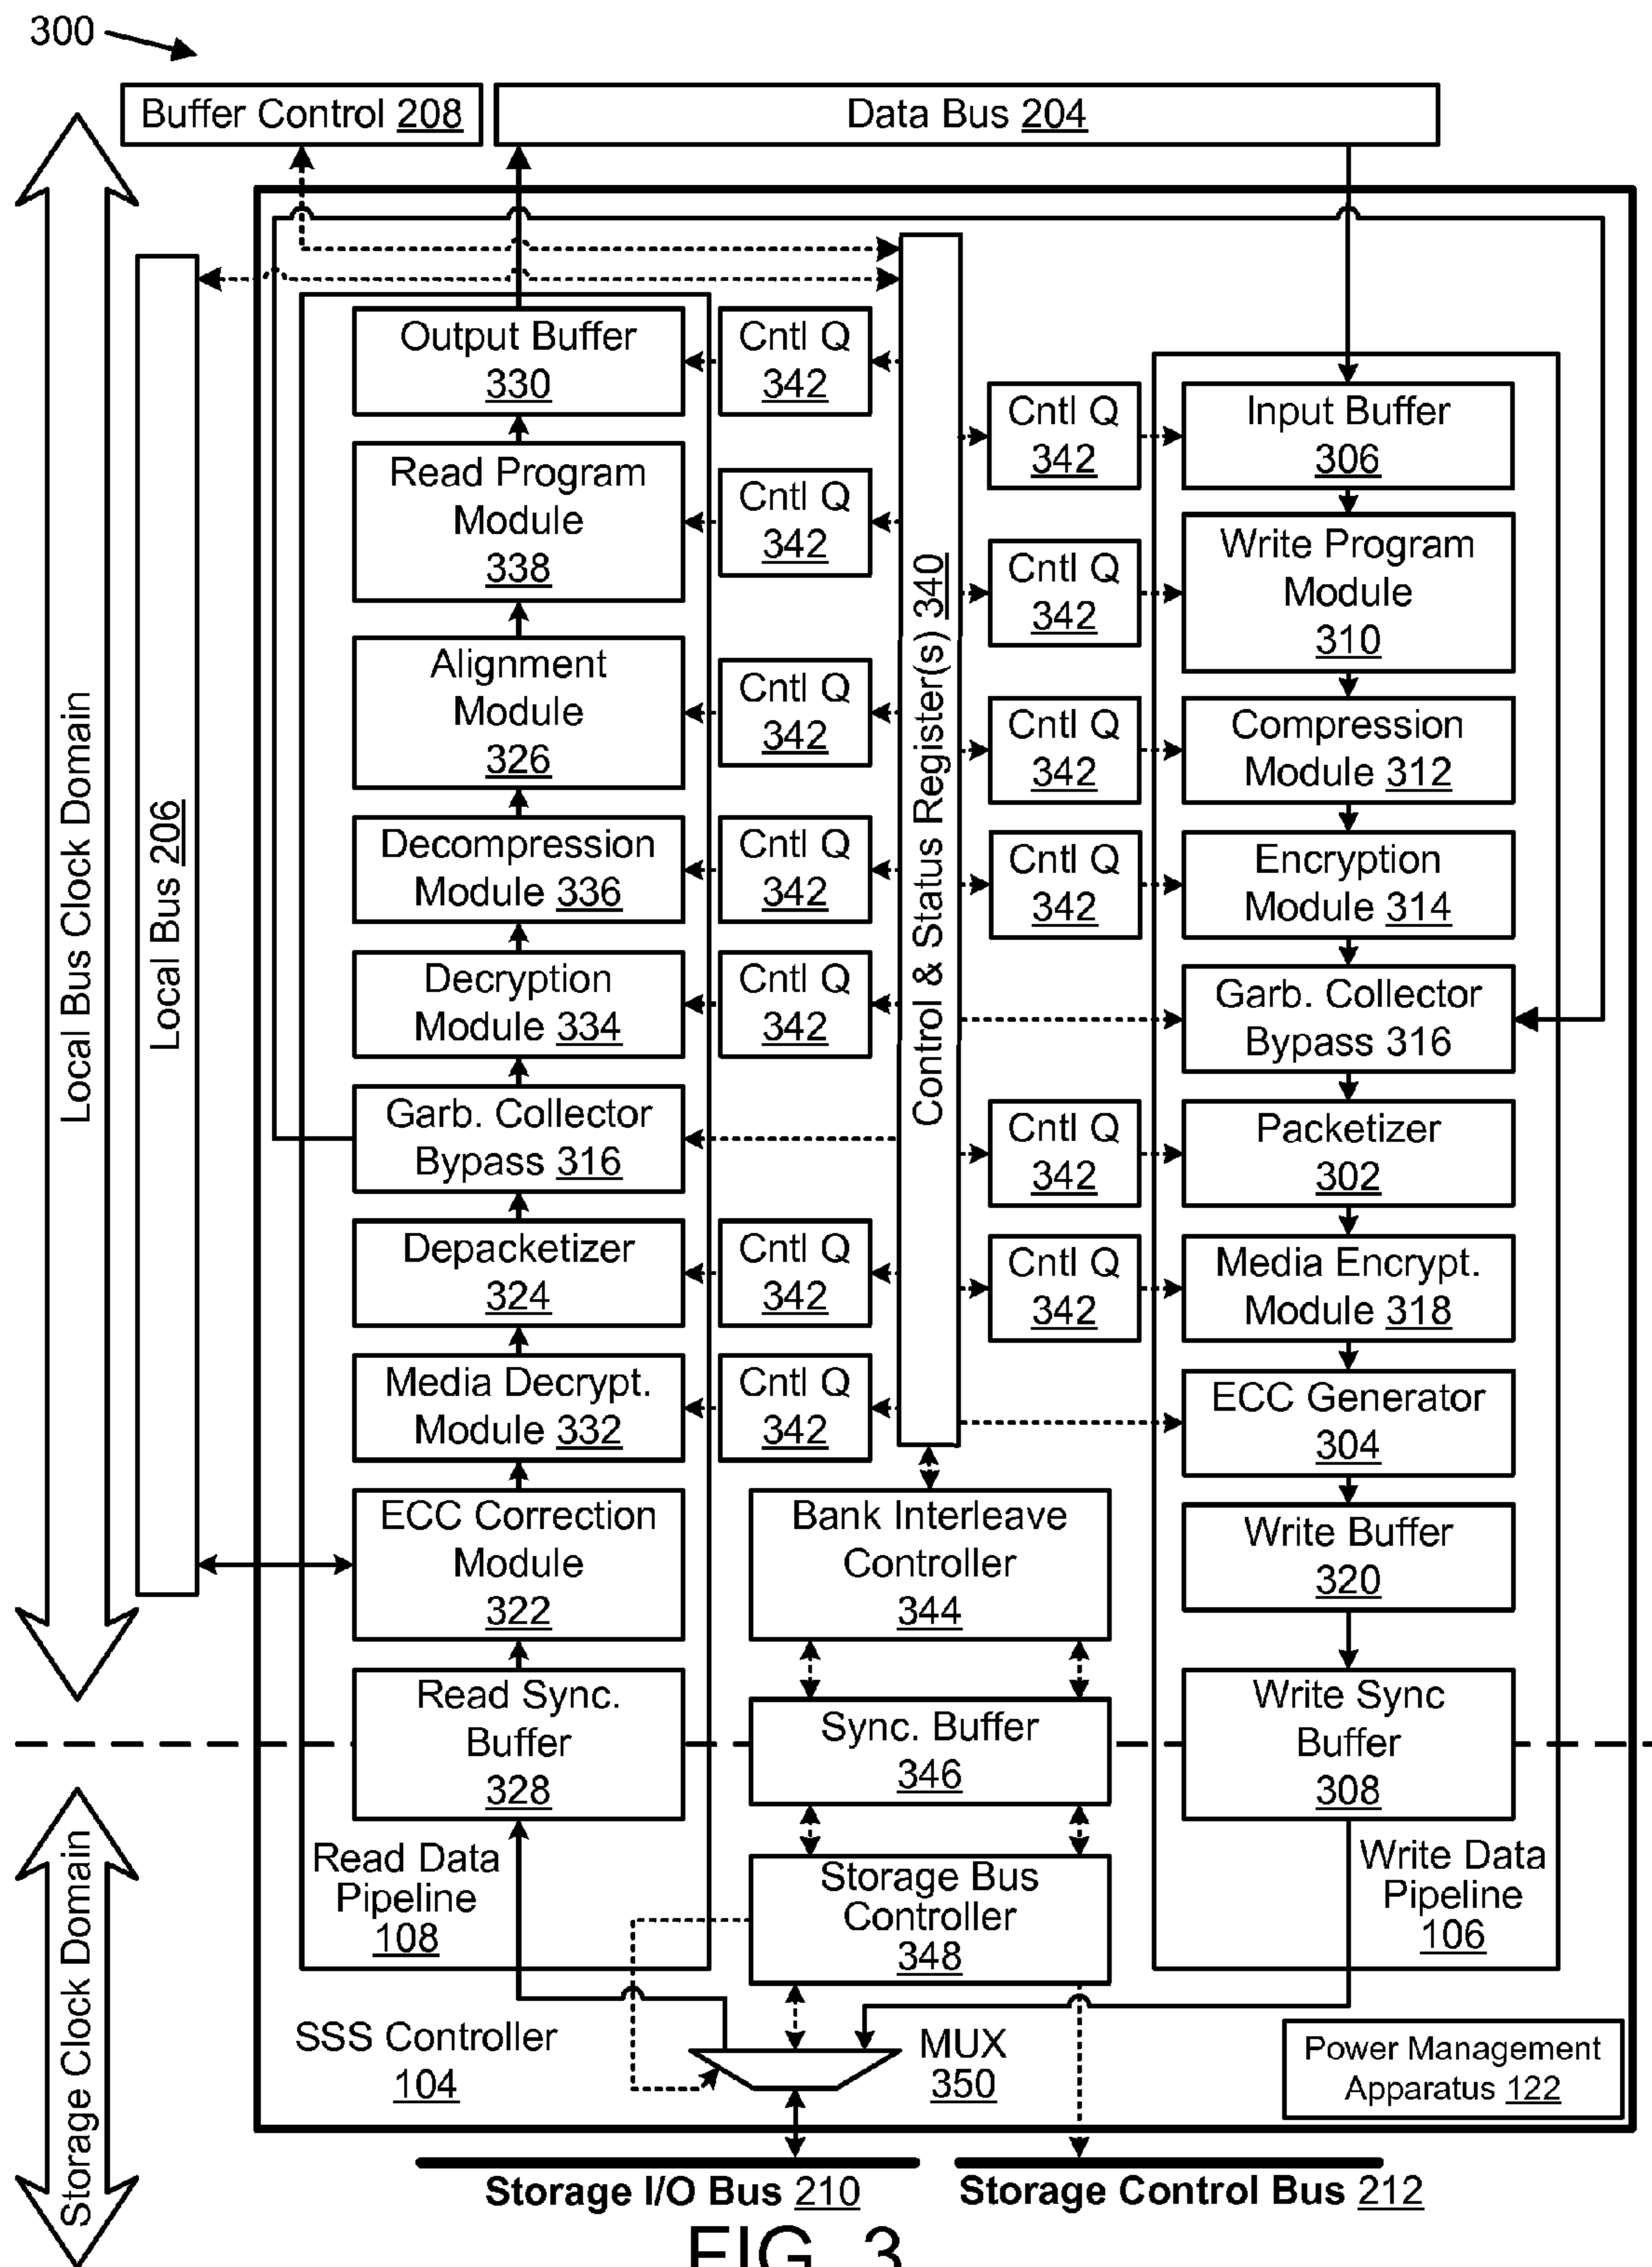 300
Buffer Control 208
Data Bus 204
Local Bus Clock Domain
Local Bus 206
Output Buffer
330
Read Program
Module
338
Alignment
Module
326
Decompression
Module 336
Decryption
Module 334
Garb. Collector
Bypass 316
Depacketizer
324
Media Decrypt.
Module 332
ECC Correction
Module
322
Read Sync.
Buffer
328
Read Data
Pipeline
108
Cntl Q
342
Cntl Q
342
Cntl Q
342
Cntl Q
342
Cntl Q
342
Cntl Q
342
Cntl Q
342
Control & Status Register(s) 340
Cntl Q
342
Cntl Q
342
Cntl Q
342
Cntl Q
342
Cntl Q
342
Cntl Q
342
Input Buffer
306
Write Program
Module
310
Compression
Module 312
Encryption
Module 314
Garb. Collector
Bypass 316
Packetizer
302
Media Encrypt.
Module 318
ECC Generator
304
Write Buffer
320
Write Sync
Buffer
308
Write Data
Pipeline
106
Bank Interleave
Controller
344
Sync. Buffer
346
Storage Bus
Controller
348
Storage Clock Domain
SSS Controller
104
MUX
350
Power Management
Apparatus 122
Storage I/O Bus 210
Storage Control Bus 212
FIG. 3